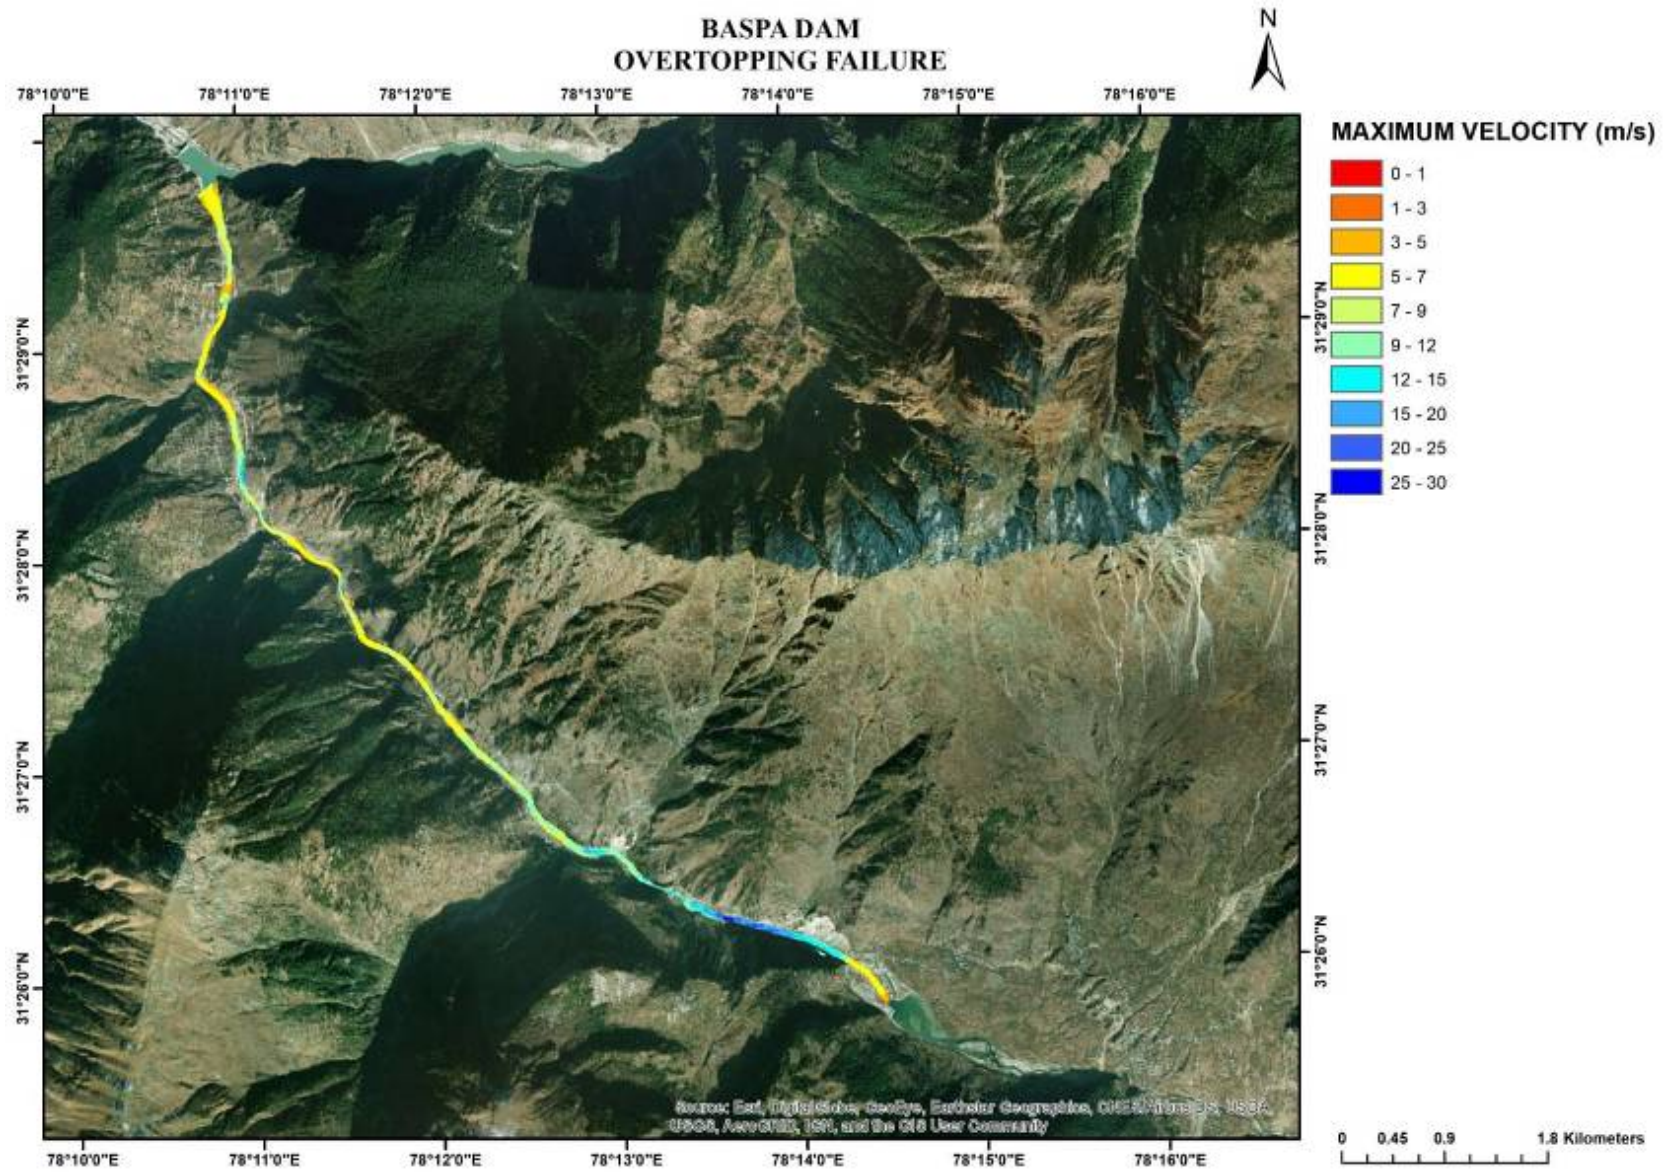 BASPA DAM
OVERTOPPING FAILURE
N
78°10'0"E 78°11'0"E 78°12'0"E 78°13'0"E 78°14'0"E 78°15'0"E 78°16'0"E
MAXIMUM VELOCITY (m/s)
0 - 1
1 - 3
3 - 5
5 - 7
7 - 9
9 - 12
12 - 15
15 - 20
20 - 25
25 - 30
31°29'0"N
31°28'0"N
31°27'0"N
31°26'0"N
31°29'0"N
31°28'0"N
31°27'0"N
31°26'0"N
Source: Esri, DigitalGlobe, GeoEye, Earthstar Geographics, CNES/Airbus DS, USDA,
USGS, AeroGRID, IGN, and the GIS User Community
78°10'0"E 78°11'0"E 78°12'0"E 78°13'0"E 78°14'0"E 78°15'0"E 78°16'0"E
0 0.45 0.9 1.8 Kilometers